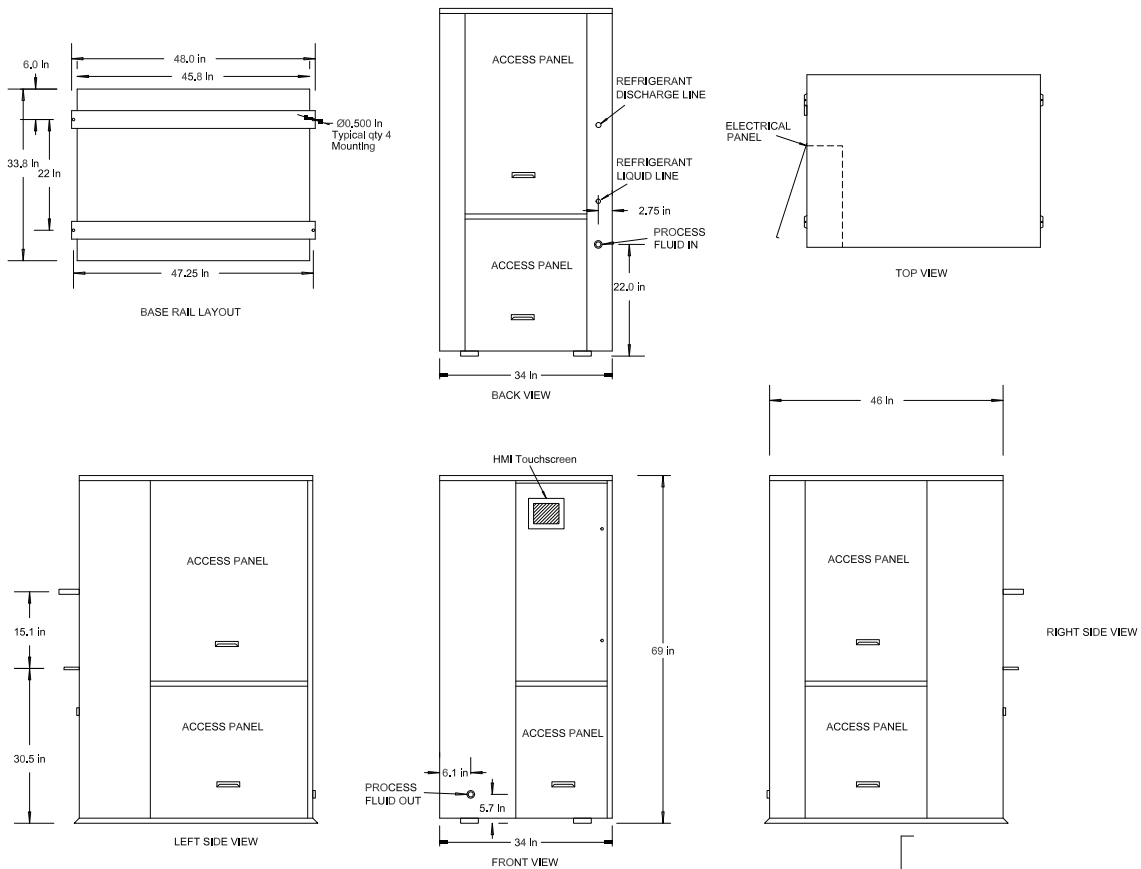 48.0 in
6.0 in
45.8 in
Ø0.500 in
Typical qty 4
Mounting
33.8 in
22 in
47.25 in
BASE RAIL LAYOUT
ACCESS PANEL
REFRIGERANT
DISCHARGE LINE
REFRIGERANT
LIQUID LINE
2.75 in
PROCESS
FLUID IN
ACCESS PANEL
22.0 in
34 in
BACK VIEW
ELECTRICAL
PANEL
TOP VIEW
ACCESS PANEL
15.1 in
ACCESS PANEL
30.5 in
LEFT SIDE VIEW
HMI Touchscreen
69 in
ACCESS PANEL
6.1 in
PROCESS
FLUID OUT
5.7 in
34 in
FRONT VIEW
46 in
ACCESS PANEL
RIGHT SIDE VIEW
ACCESS PANEL